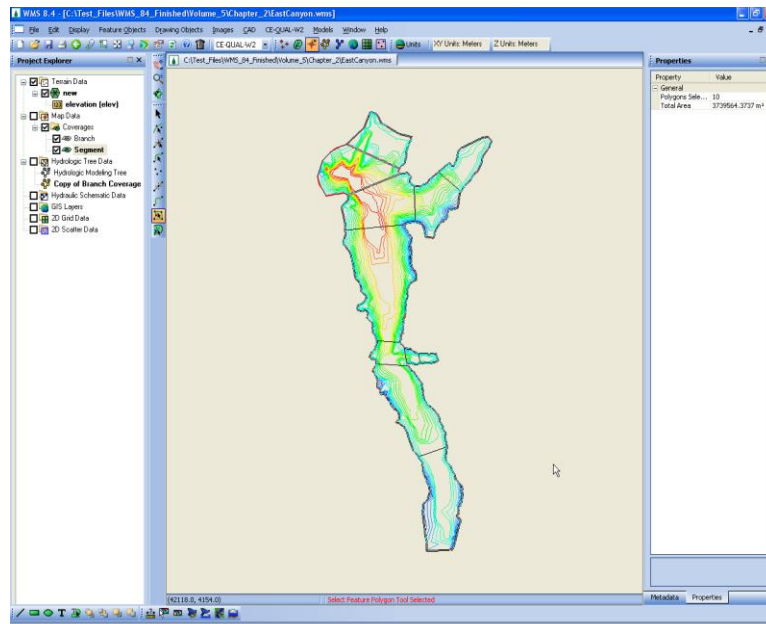 WMS 8.4 - [C:\Test_Files\WMS_84_Finished\Volume_5\Chapter_2\EastCanyon.wms]
File Edit Display Feature Objects Drawing Objects Images CAD CE-QUAL-W2 Models Window Help
CE-QUAL-W2 Units XY Units: Meters Z Units: Meters
Project Explorer
C:\Test_Files\WMS_84_Finished\Volume_5\Chapter_2\EastCanyon.wms
Properties
Terrain Data
new
elevation (elev)
Map Data
Coverages
Branch
Segment
Hydrologic Tree Data
Hydrologic Modeling Tree
Copy of Branch Coverage
Hydraulic Schematic Data
GIS Layers
2D Grid Data
2D Scatter Data
Property Value
General
Polygons Sele... 10
Total Area 3739564.3737 m²
(42118.0, 4154.0) Select Feature Polygon Tool Selected
Metadata Properties